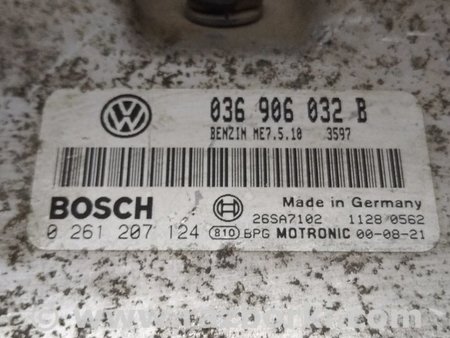 036 906 032 B
BENZIN ME7.5.10 3597
BOSCH Made in Germany
26SA7102 1128 0562
0 261 207 124 810 BPG MOTRONIC 00-08-21